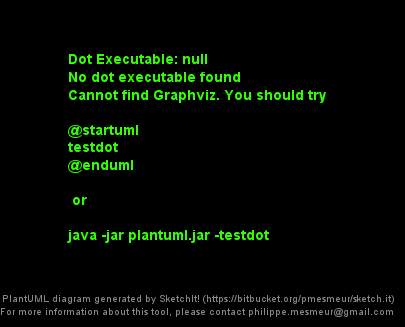 Dot Executable: null
No dot executable found
Cannot find Graphviz. You should try
@startuml
testdot
@enduml
or
java -jar plantuml.jar -testdot
PlantUML diagram generated by SketchIt! (https://bitbucket.org/pmesmeur/sketch.it)
For more information about this tool, please contact philippe.mesmeur@gmail.com